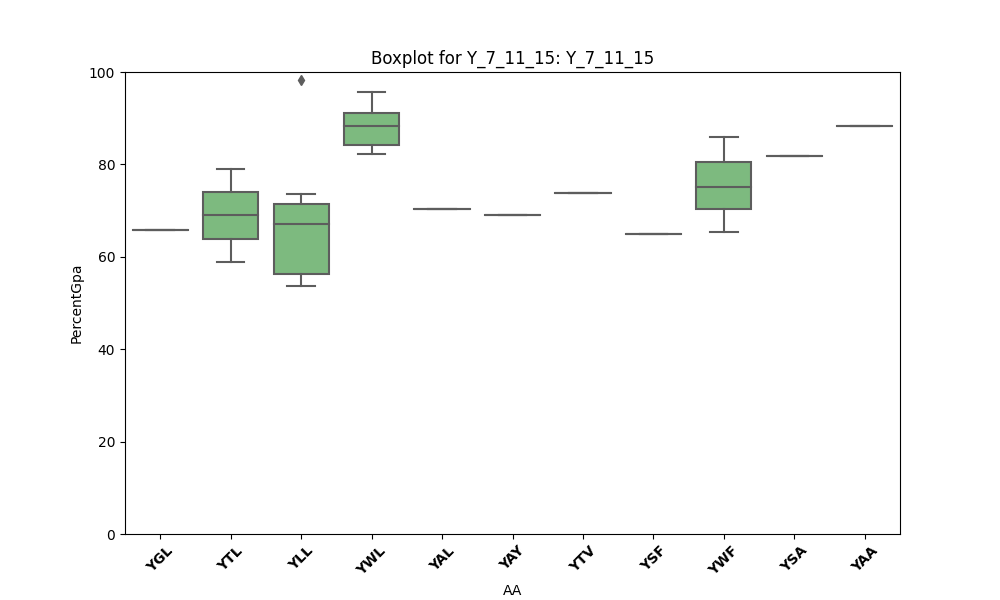 Boxplot for Y_7_11_15: Y_7_11_15
100
80
60
40
20
0
PercentGpa
YGL
YTL
YLL
YWL
YAL
YAY
YTV
YSF
YWF
YSA
YAA
AA